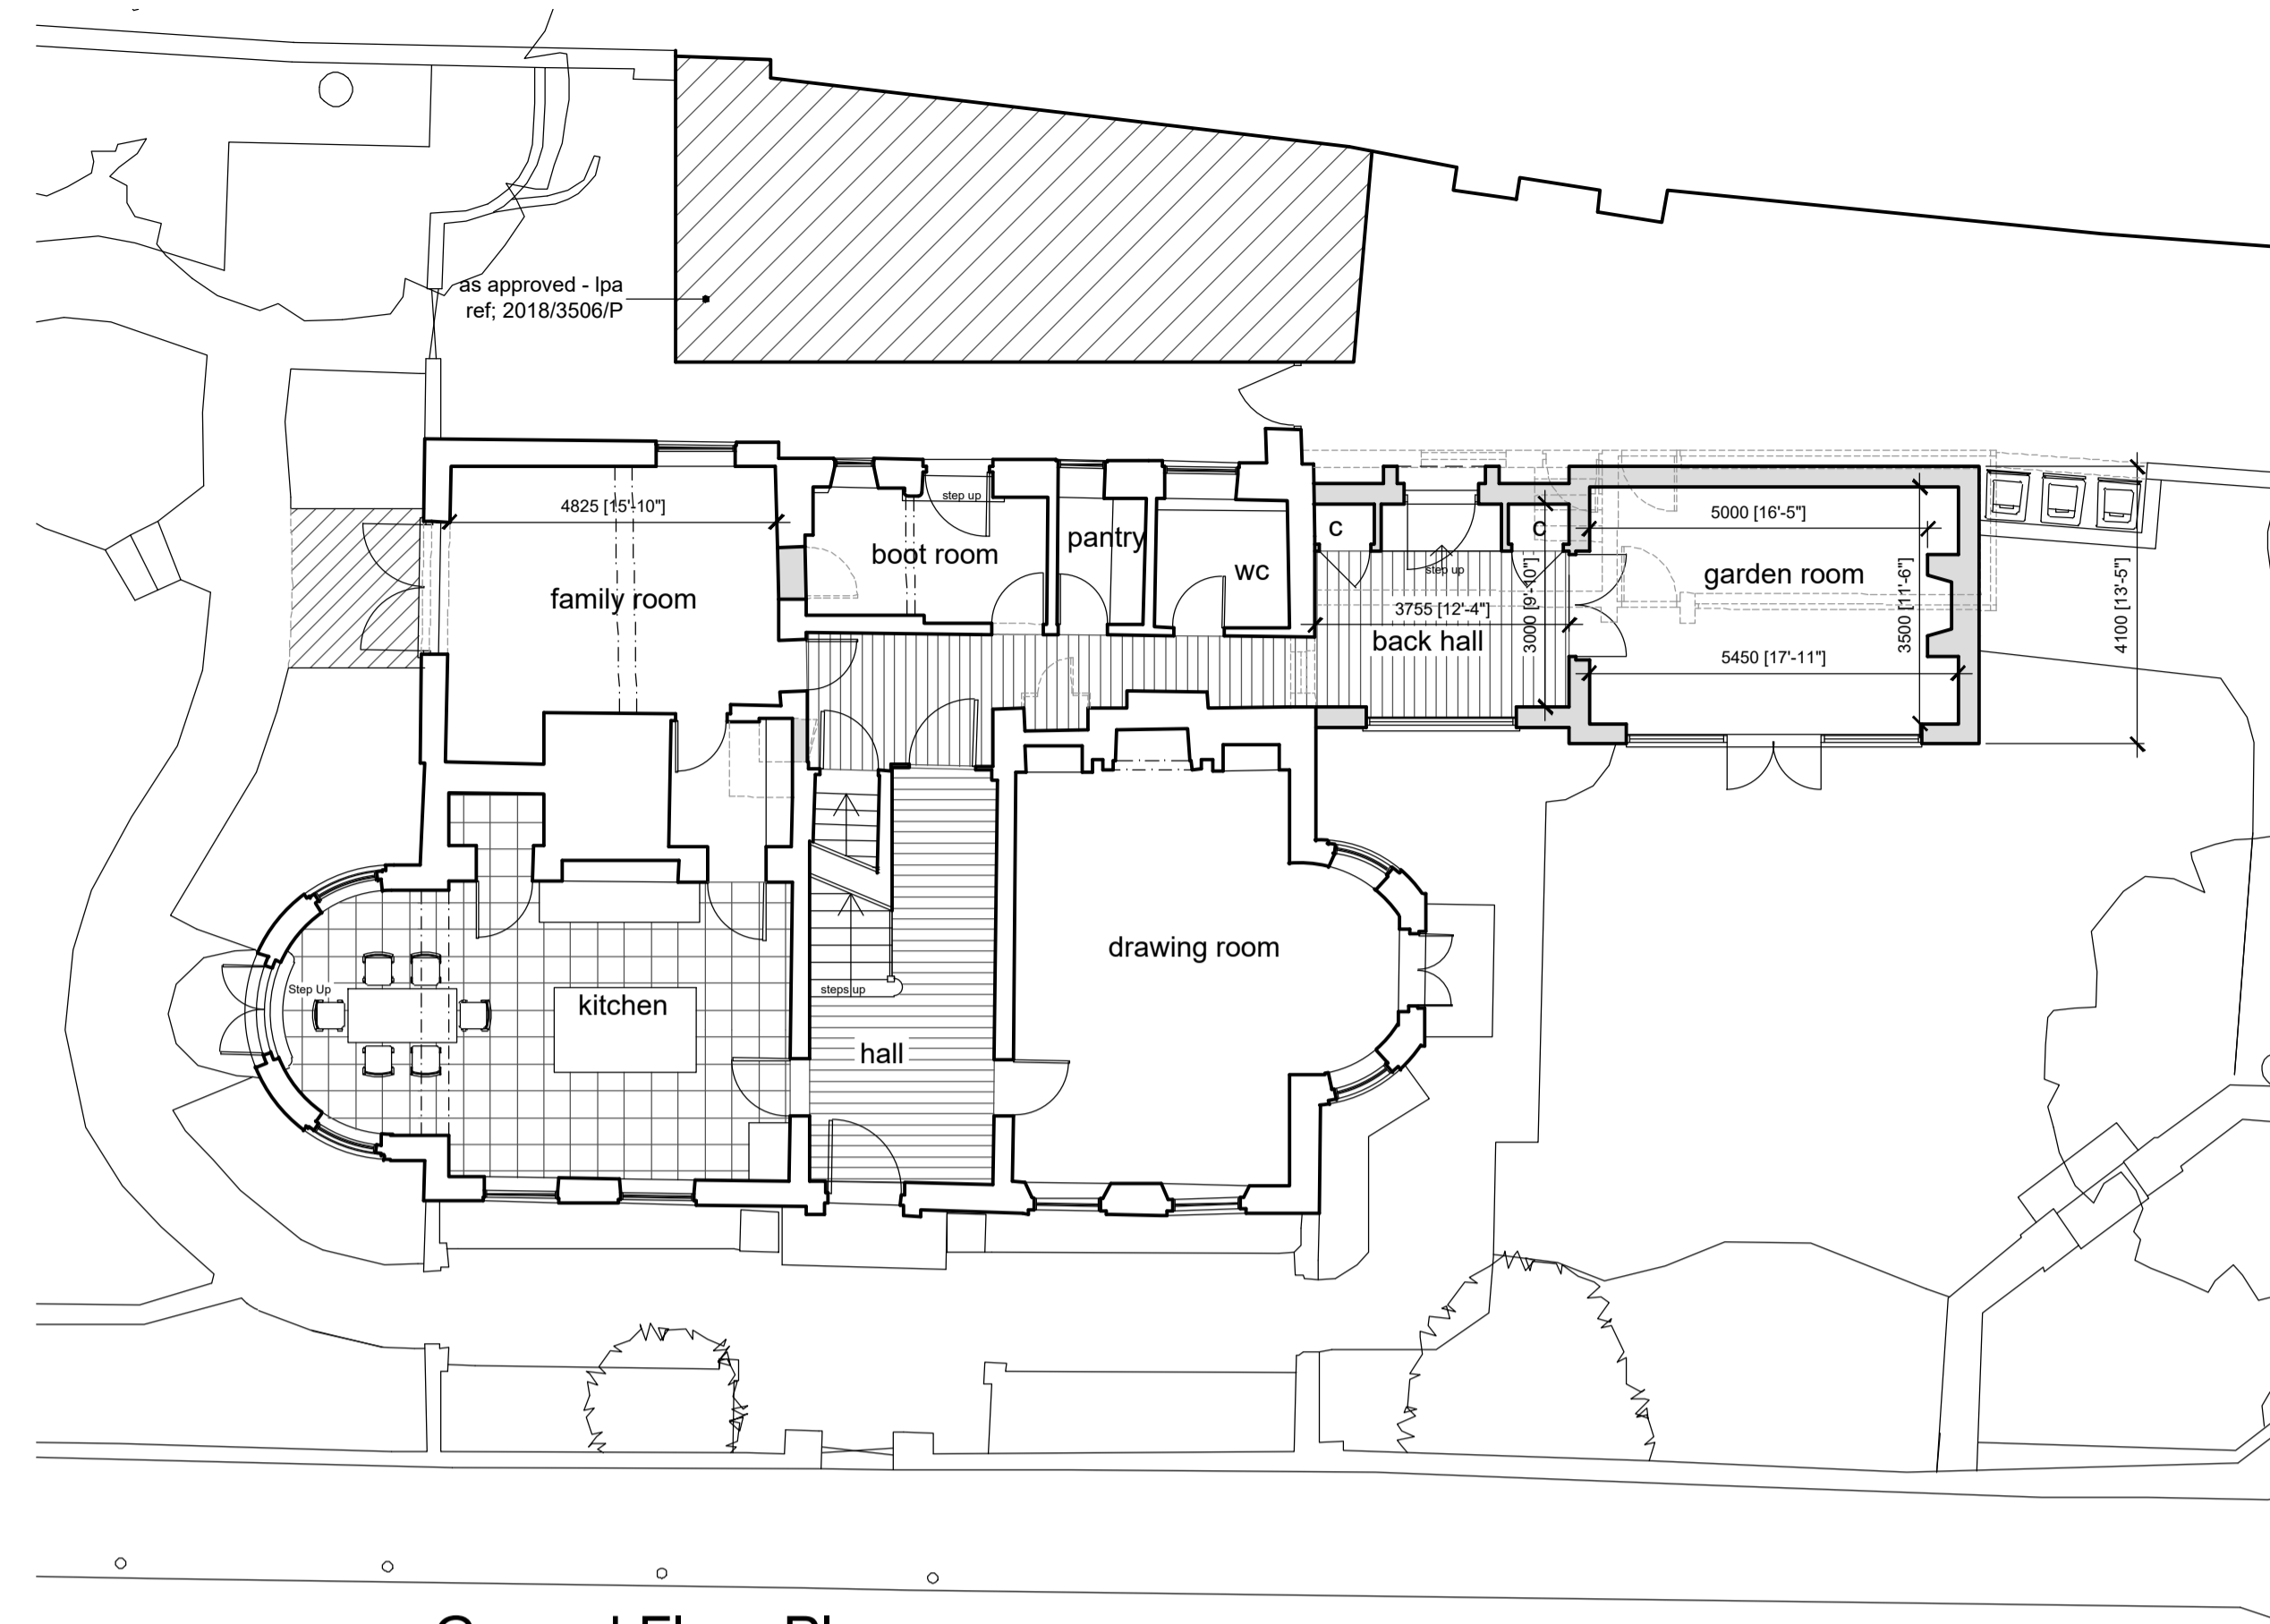 as approved - lpa
ref; 2018/3506/P
4825 [15'-10"]
step up
boot room
pantry
wc
c
c
step up
3755 [12'-4"]
3000 [9'-10"]
back hall
5000 [16'-5"]
garden room
3500 [11'-6"]
5450 [17'-11"]
4100 [13'-5"]
family room
drawing room
Step Up
kitchen
steps up
hall